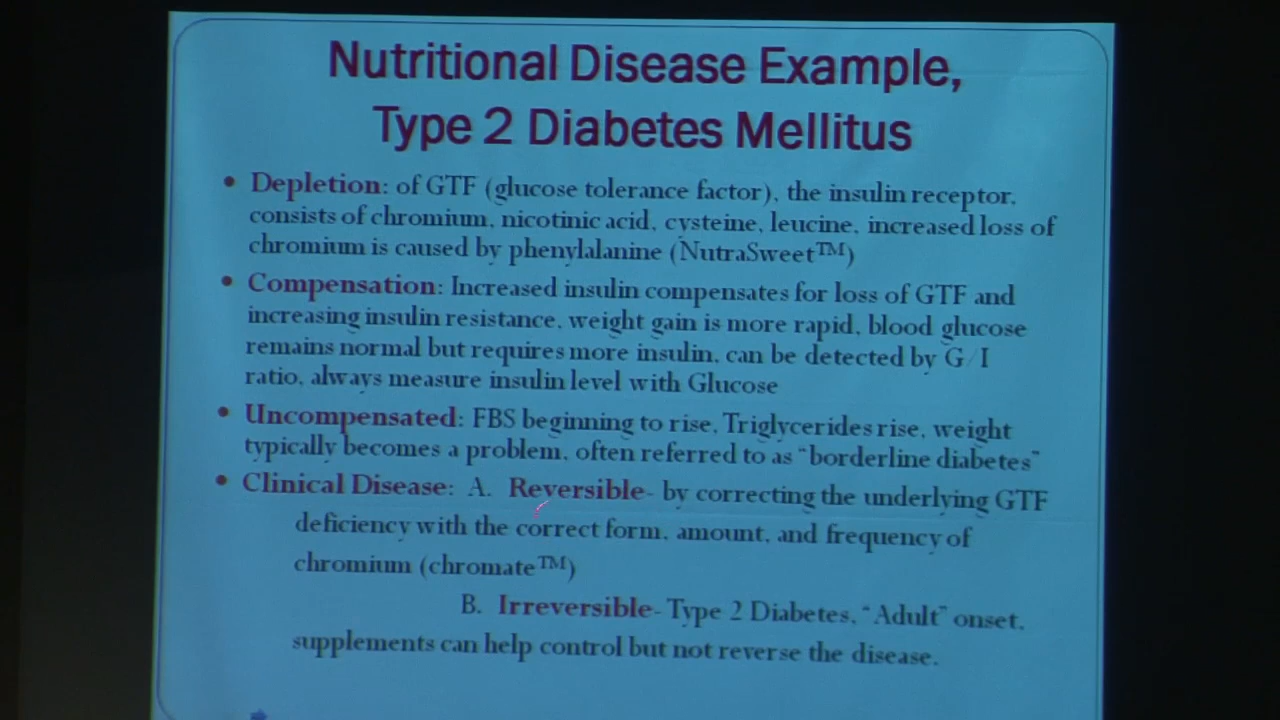 Nutritional Disease Example,
Type 2 Diabetes Mellitus
• Depletion: of GTF (glucose tolerance factor), the insulin receptor,
consists of chromium, nicotinic acid, cysteine, leucine, increased loss of
chromium is caused by phenylalanine (NutraSweet™)
• Compensation: Increased insulin compensates for loss of GTF and
increasing insulin resistance, weight gain is more rapid, blood glucose
remains normal but requires more insulin, can be detected by G/I
ratio, always measure insulin level with Glucose
• Uncompensated: FBS beginning to rise, Triglycerides rise, weight
typically becomes a problem, often referred to as “borderline diabetes”
• Clinical Disease: A. Reversible- by correcting the underlying GTF
deficiency with the correct form, amount, and frequency of
chromium (chromate™)
B. Irreversible- Type 2 Diabetes, “Adult” onset,
supplements can help control but not reverse the disease.